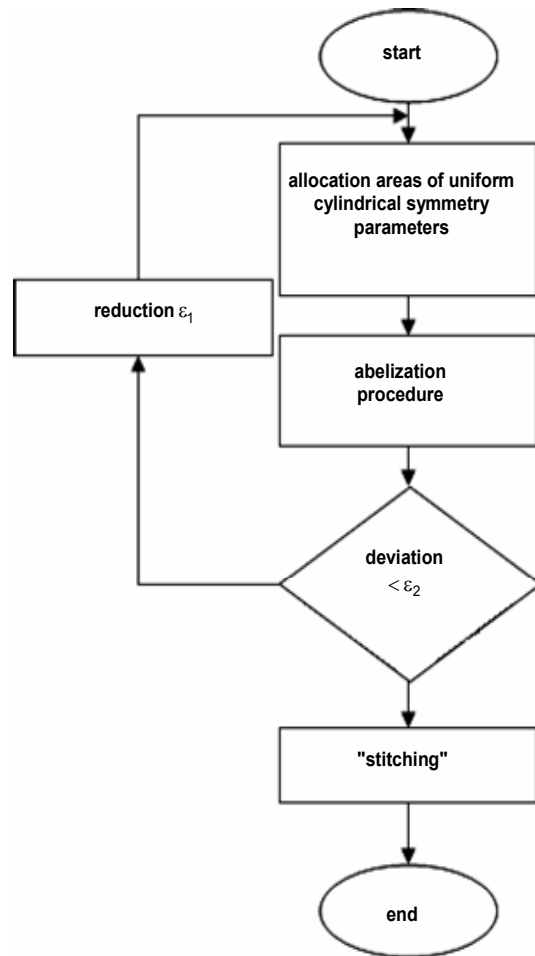 start
allocation areas of uniform
cylindrical symmetry
parameters
reduction ε₁
abelization
procedure
deviation
< ε₂
"stitching"
end